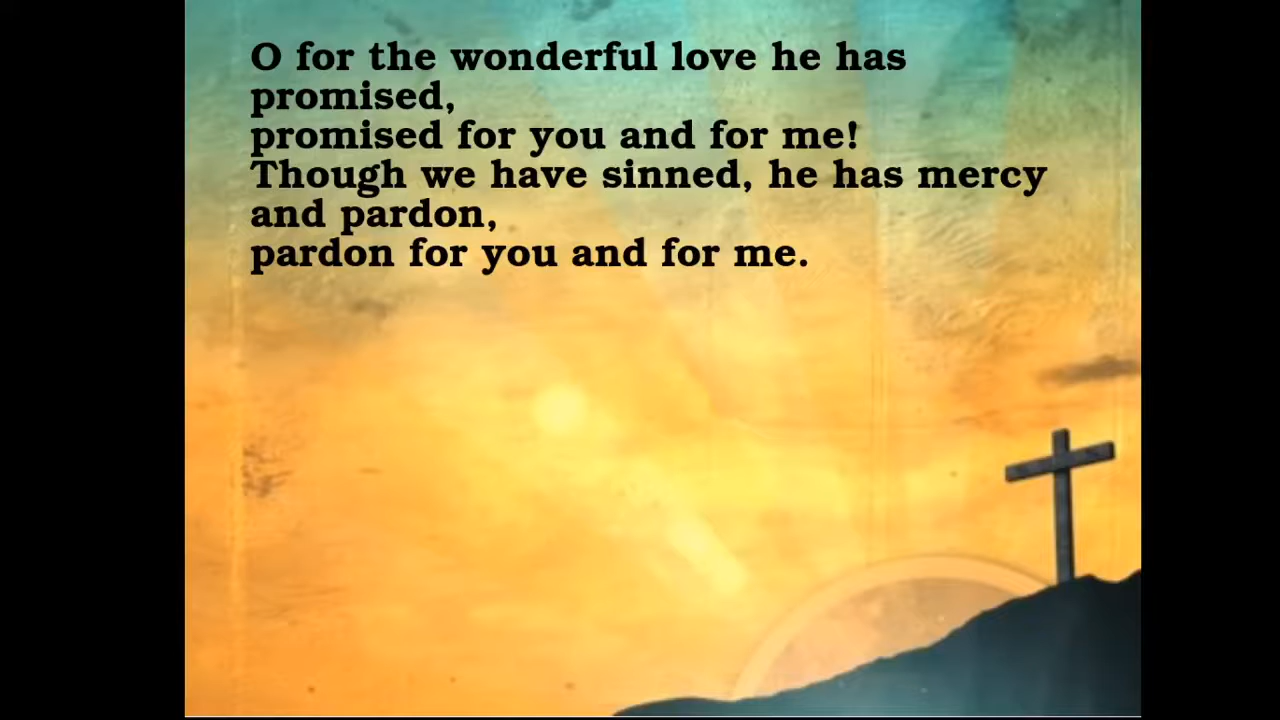 O for the wonderful love he has
promised,
promised for you and for me!
Though we have sinned, he has mercy
and pardon,
pardon for you and for me.